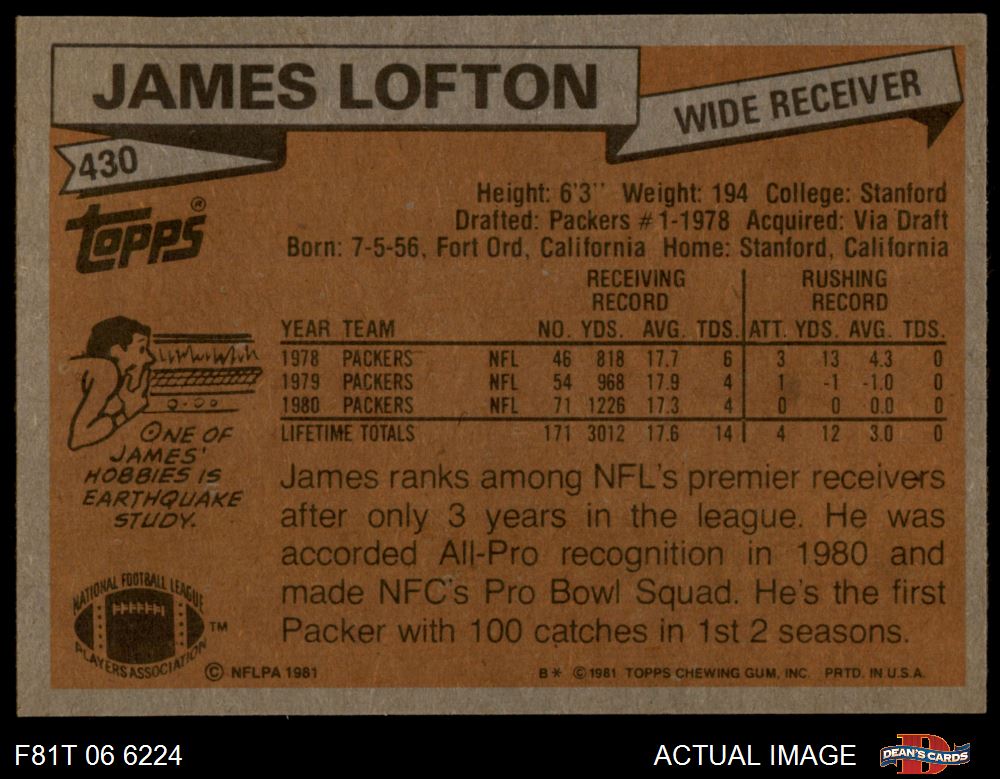 JAMES LOFTON
WIDE RECEIVER
430
TOPPS®
Height: 6'3" Weight: 194 College: Stanford
Drafted: Packers #1-1978 Acquired: Via Draft
Born: 7-5-56, Fort Ord, California Home: Stanford, California
RECEIVING RECORD RUSHING RECORD
YEAR TEAM NO. YDS. AVG. TDS. ATT. YDS. AVG. TDS.
1978 PACKERS NFL 46 818 17.7 6 3 13 4.3 0
1979 PACKERS NFL 54 968 17.9 4 1 -1 -1.0 0
1980 PACKERS NFL 71 1226 17.3 4 0 0 0.0 0
LIFETIME TOTALS 171 3012 17.6 14 4 12 3.0 0
ONE OF
JAMES'
HOBBIES IS
EARTHQUAKE
STUDY.
James ranks among NFL's premier receivers
after only 3 years in the league. He was
accorded All-Pro recognition in 1980 and
made NFC's Pro Bowl Squad. He's the first
Packer with 100 catches in 1st 2 seasons.
NATIONAL FOOTBALL LEAGUE
PLAYERS ASSOCIATION
TM
© NFLPA 1981
B* © 1981 TOPPS CHEWING GUM, INC. PRTD. IN U.S.A.
F81T 06 6224
ACTUAL IMAGE
DEAN'S CARDS